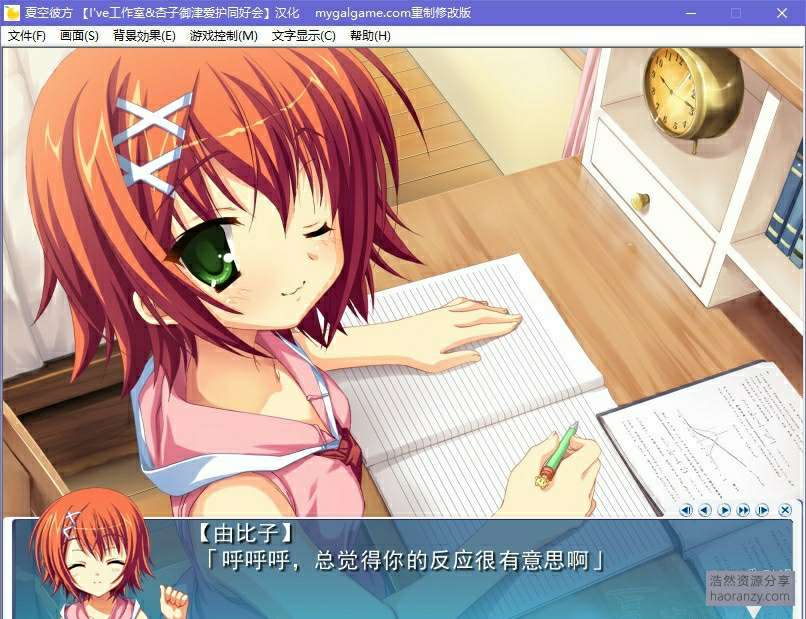 夏空彼方 【I've工作室&杏子御津爱护同好会】汉化 mygalgame.com重制修改版
文件(F) 画面(S) 背景效果(E) 游戏控制(M) 文字显示(C) 帮助(H)
【由比子】
「呼呼呼，总觉得你的反应很有意思啊」
浩然资源分享
haoranzy.com